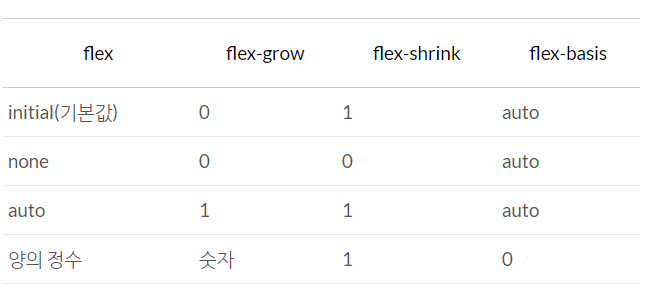 flex flex-grow flex-shrink flex-basis
initial(기본값) 0 1 auto
none 0 0 auto
auto 1 1 auto
양의 정수 숫자 1 0